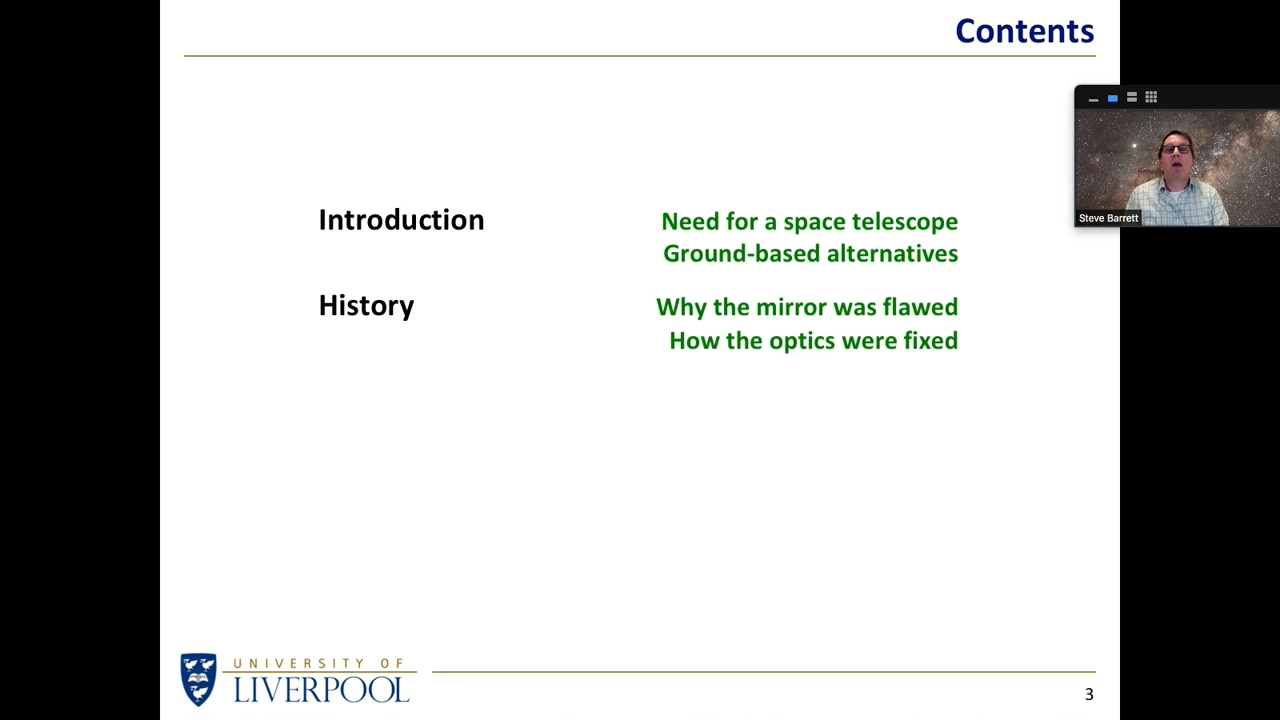 Contents
Steve Barrett
Introduction
Need for a space telescope
Ground-based alternatives
History
Why the mirror was flawed
How the optics were fixed
UNIVERSITY OF
LIVERPOOL
3